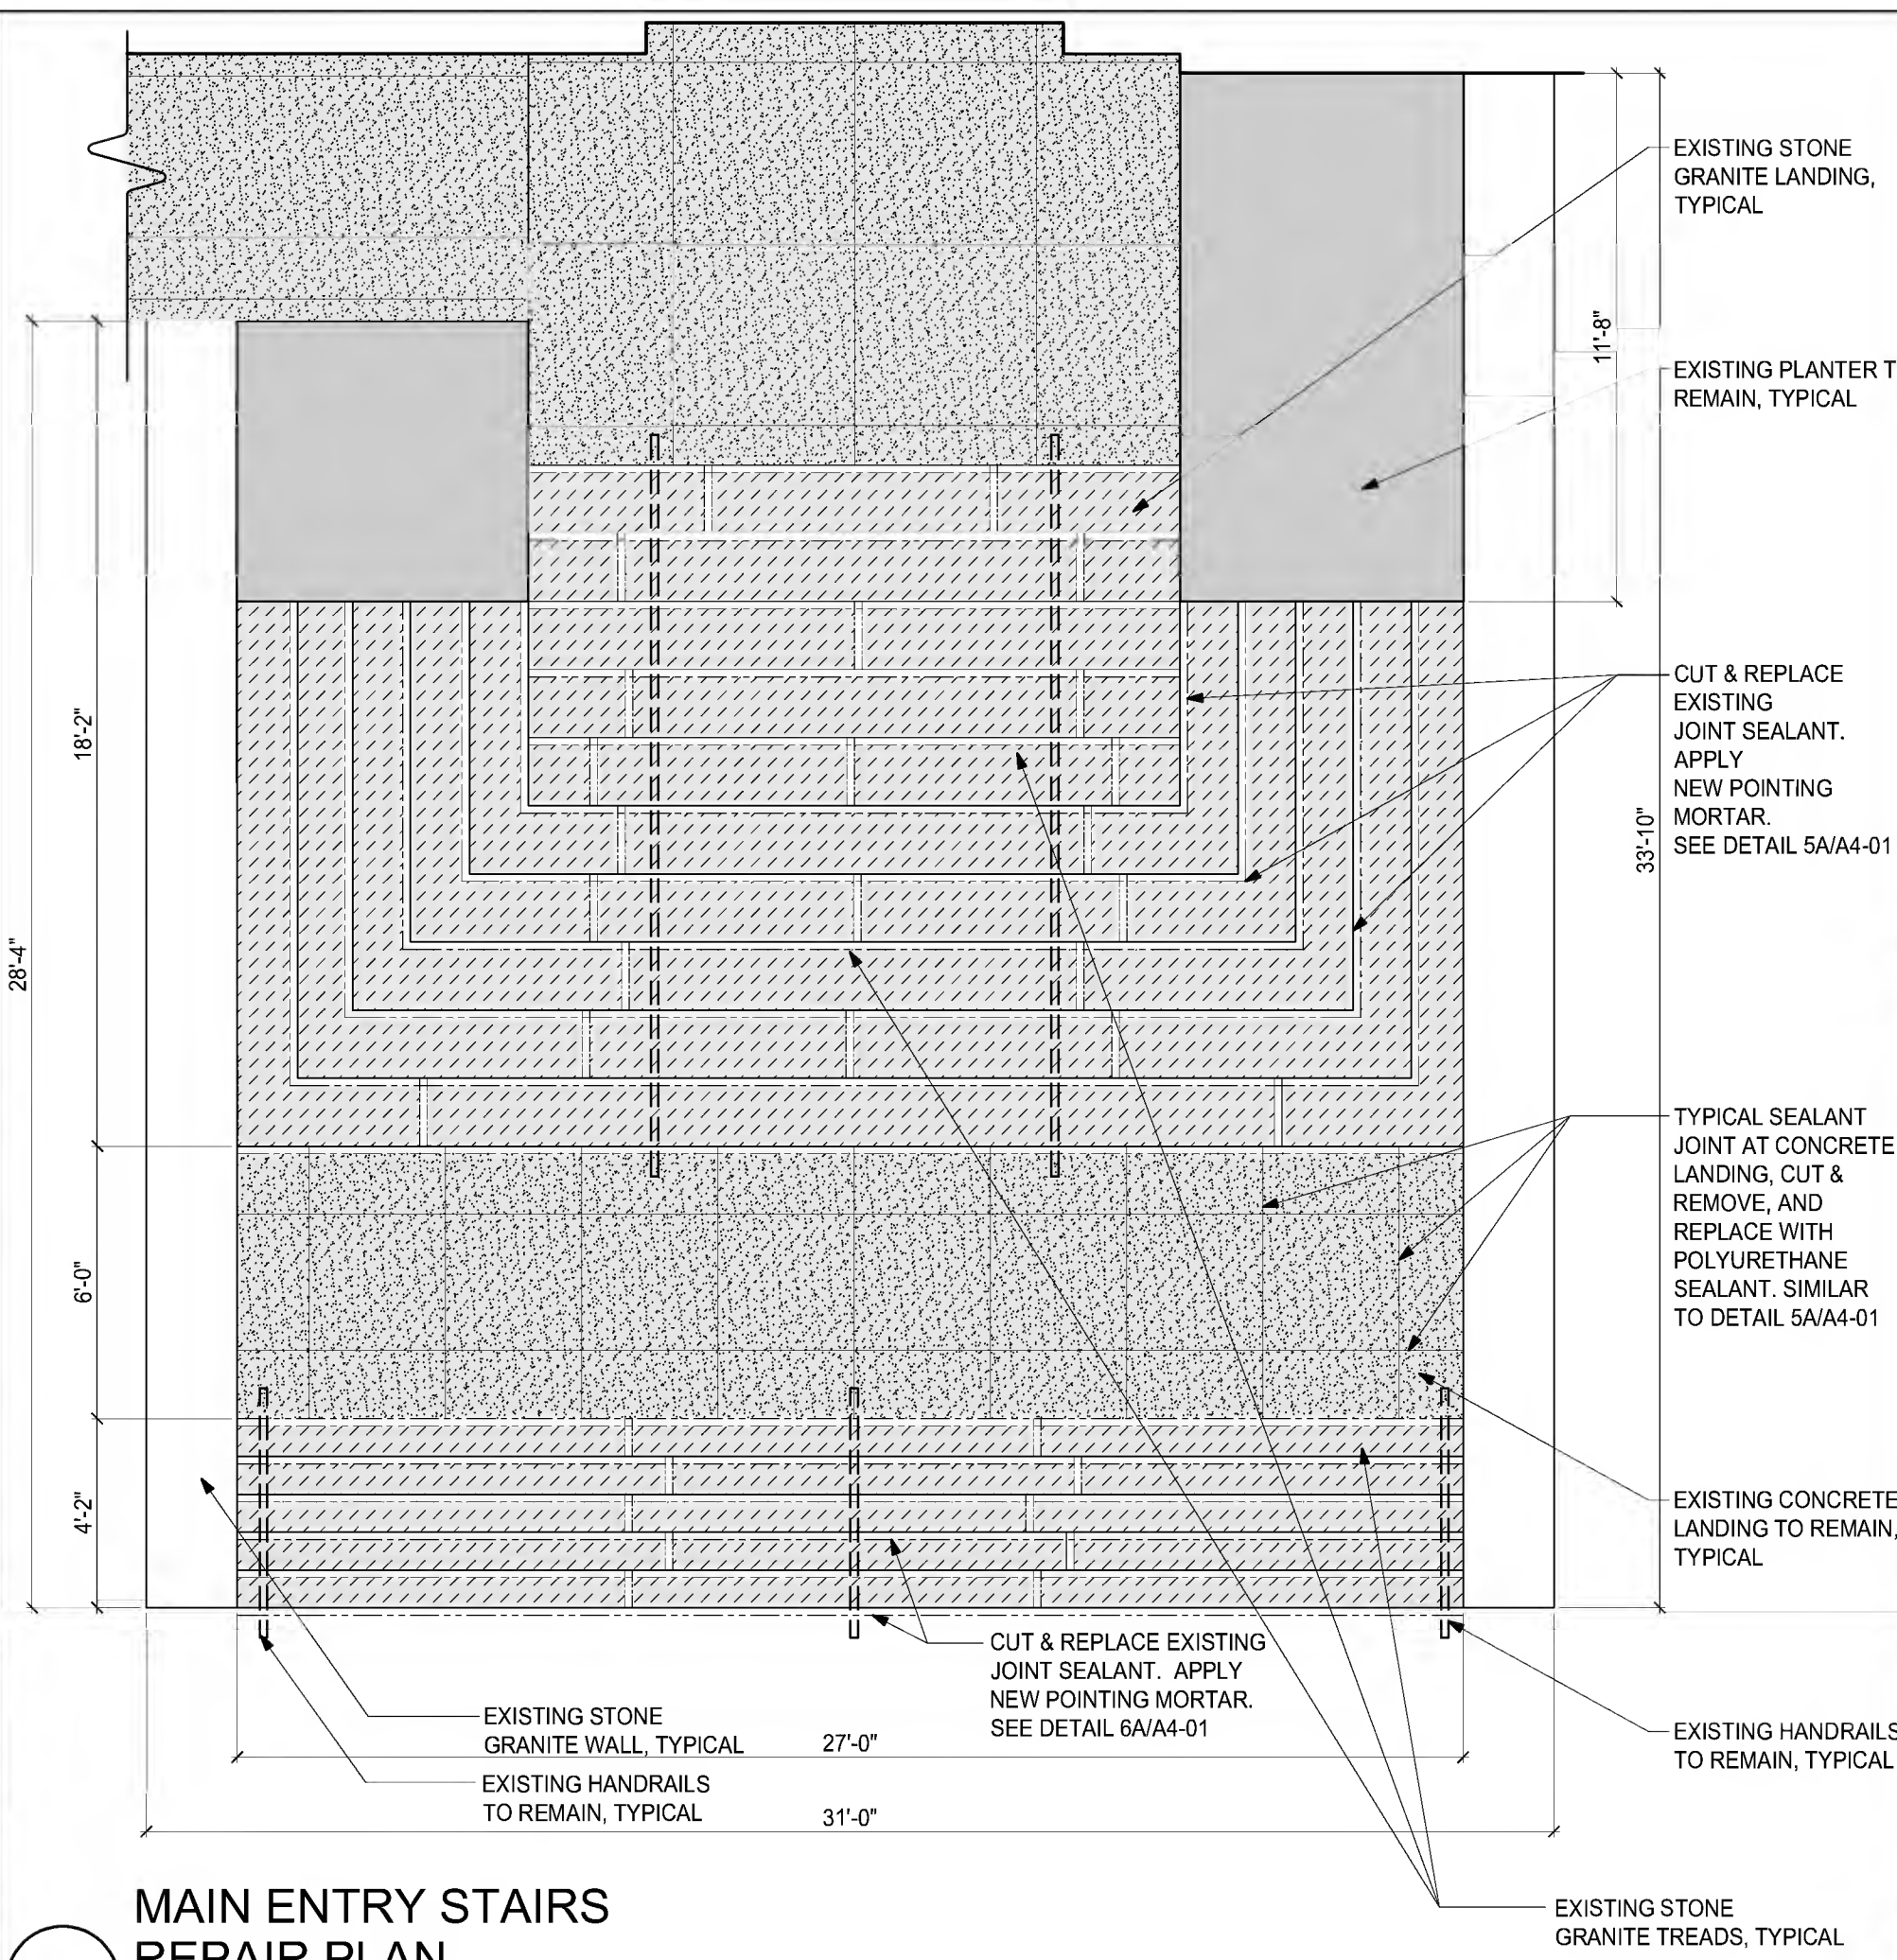 EXISTING STONE
GRANITE LANDING,
TYPICAL
11'-8"
EXISTING PLANTER T
REMAIN, TYPICAL
CUT & REPLACE
EXISTING
JOINT SEALANT.
APPLY
NEW POINTING
MORTAR.
SEE DETAIL 5A/A4-01
33'-10"
18'-2"
28'-4"
TYPICAL SEALANT
JOINT AT CONCRETE
LANDING, CUT &
REMOVE, AND
REPLACE WITH
POLYURETHANE
SEALANT. SIMILAR
TO DETAIL 5A/A4-01
6'-0"
4'-2"
EXISTING CONCRETE
LANDING TO REMAIN,
TYPICAL
CUT & REPLACE EXISTING
JOINT SEALANT. APPLY
NEW POINTING MORTAR.
SEE DETAIL 6A/A4-01
EXISTING STONE
GRANITE WALL, TYPICAL
27'-0"
EXISTING HANDRAILS
TO REMAIN, TYPICAL
EXISTING HANDRAILS
TO REMAIN, TYPICAL
31'-0"
EXISTING STONE
GRANITE TREADS, TYPICAL
MAIN ENTRY STAIRS
REPAIR PLAN